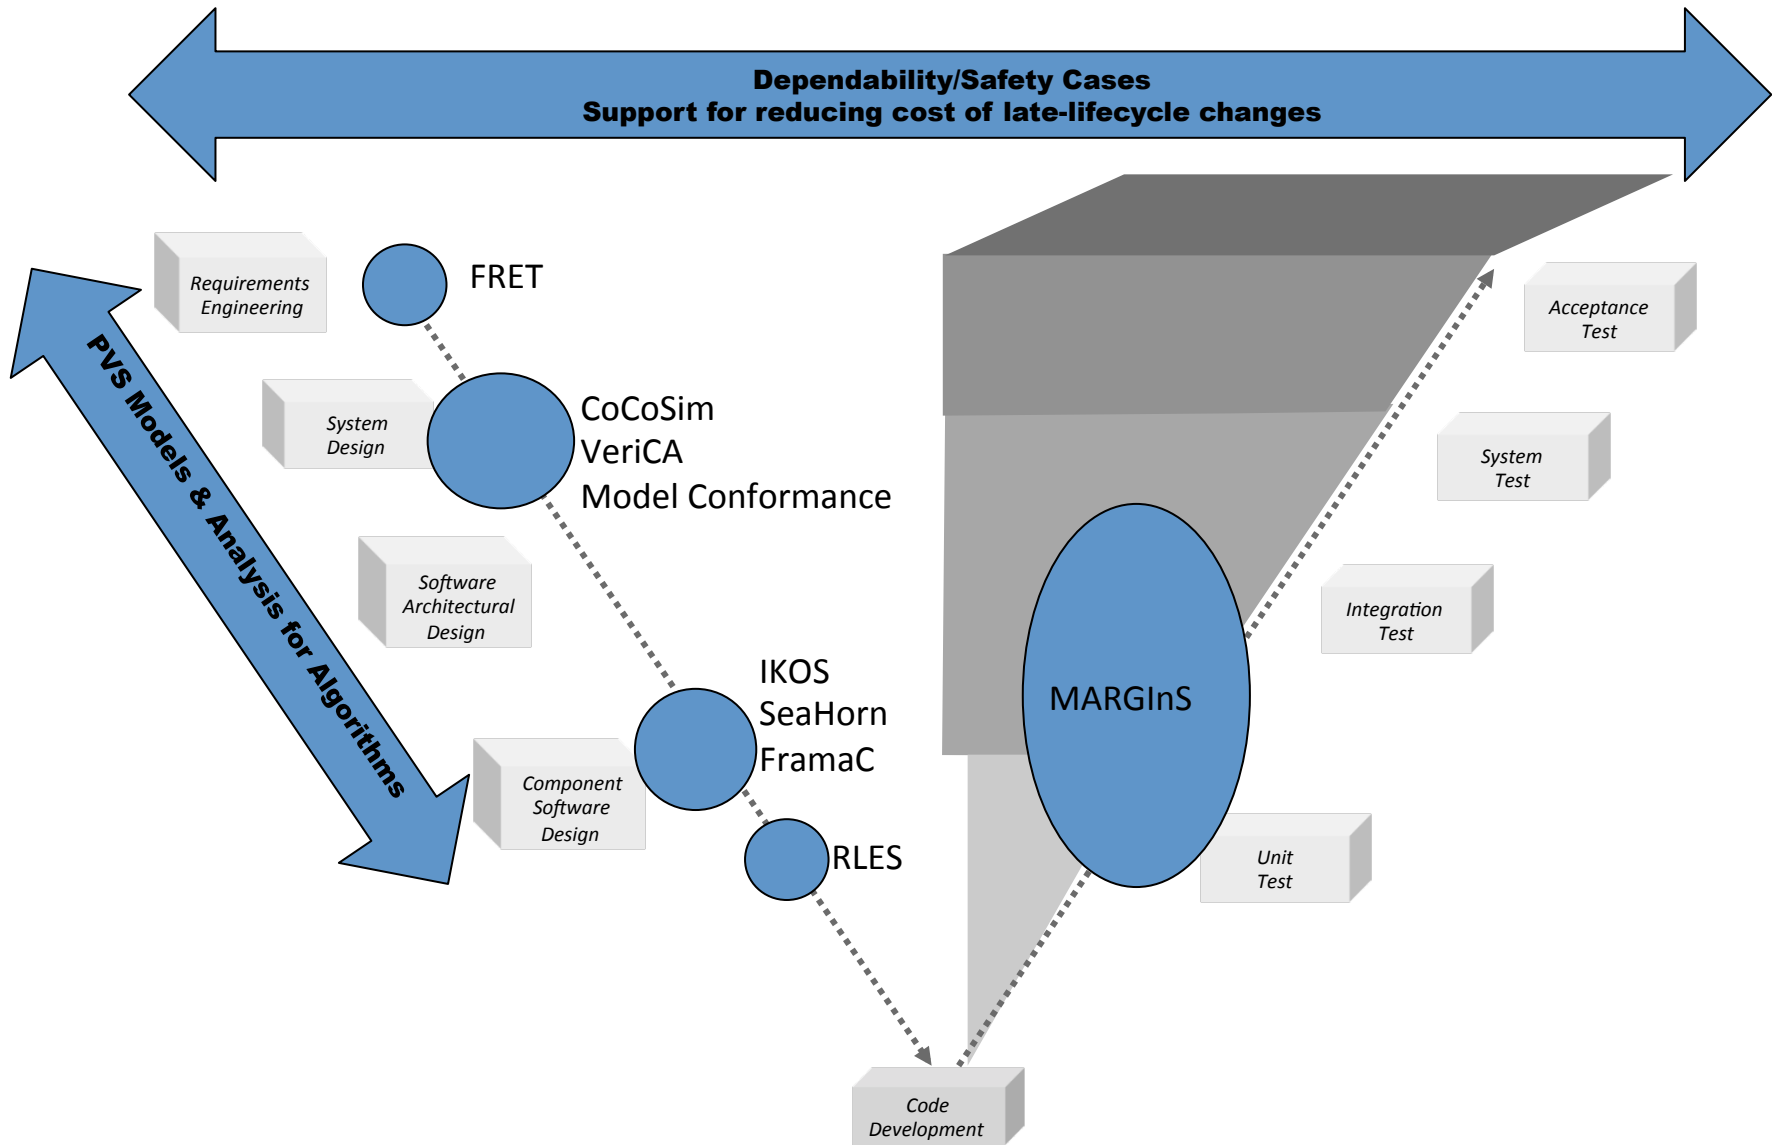 Dependability/Safety Cases
Support for reducing cost of late-lifecycle changes
Requirements
Engineering
FRET
Acceptance
Test
PVS Models & Analysis for Algorithms
System
Design
CoCoSim
VeriCA
Model Conformance
System
Test
Software
Architectural
Design
Integration
Test
IKOS
SeaHorn
FramaC
MARGInS
Component
Software
Design
RLES
Unit
Test
Code
Development